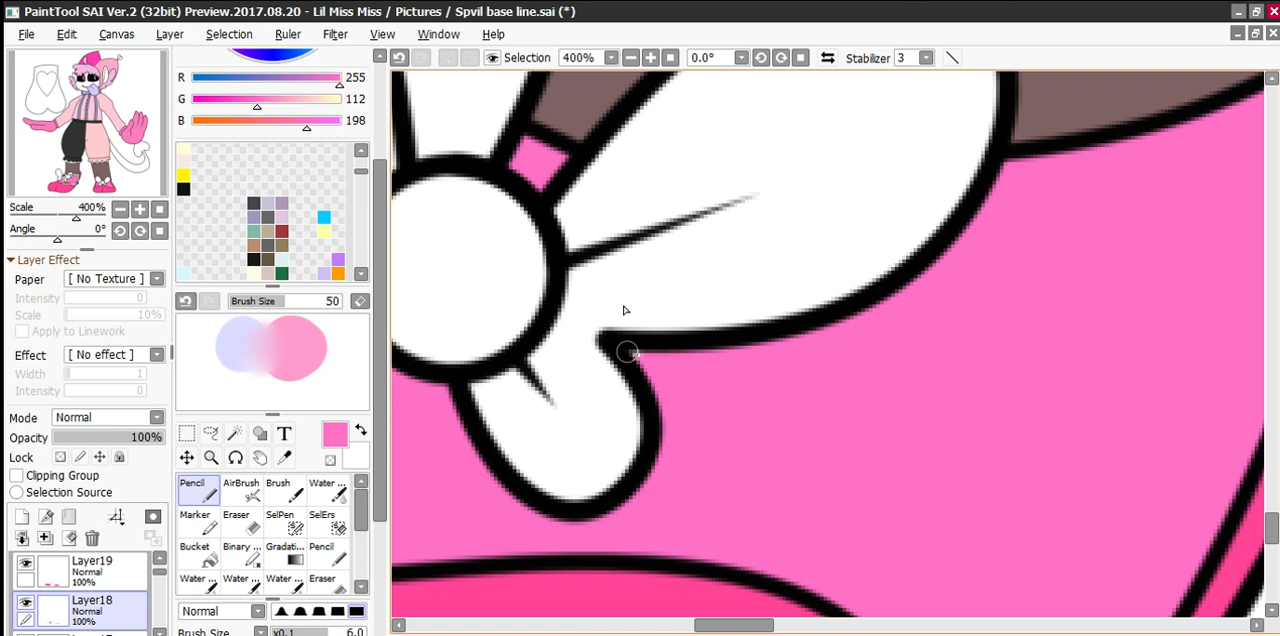 PaintTool SAI Ver.2 (32bit) Preview.2017.08.20 - Lil Miss Miss / Pictures / Spvil base line.sai (*)
File Edit Canvas Layer Selection Ruler Filter View Window Help
Selection 400% 0.0° Stabilizer 3
R 255
G 112
B 198
Scale 400%
Angle 0°
Layer Effect
Paper [ No Texture ]
Intensity 0
Scale 10%
Apply to Linework
Effect [ No effect ]
Width 1
Intensity 0
Mode Normal
Opacity 100%
Lock
Clipping Group
Selection Source
Layer19
Normal
100%
Layer18
Normal
100%
Brush Size 50
T
Pencil AirBrush Brush Water ...
Marker Eraser SelPen SelErs
Bucket Binary ... Gradati... Pencil
Water ... Water ... Water ... Eraser
Normal
Brush Size x0.1 6.0